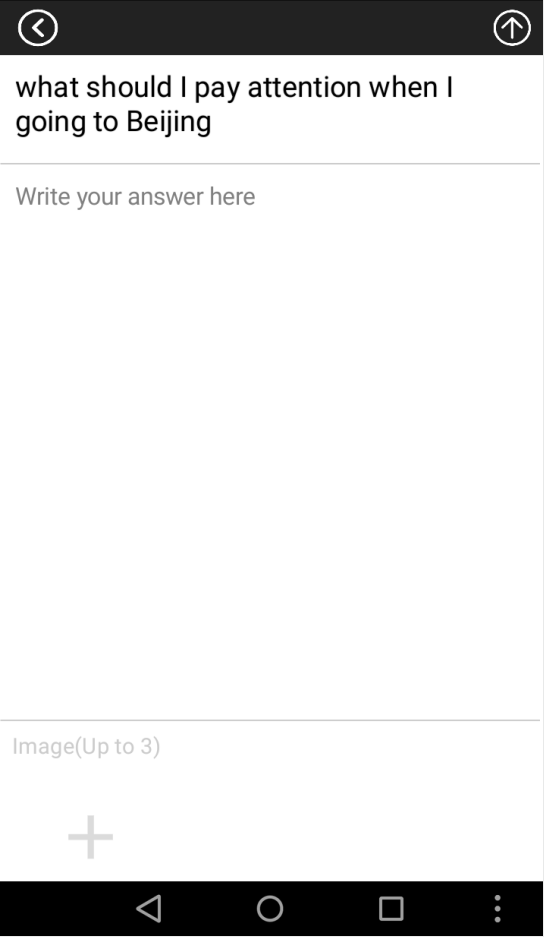 what should I pay attention when I
going to Beijing
Write your answer here
Image(Up to 3)